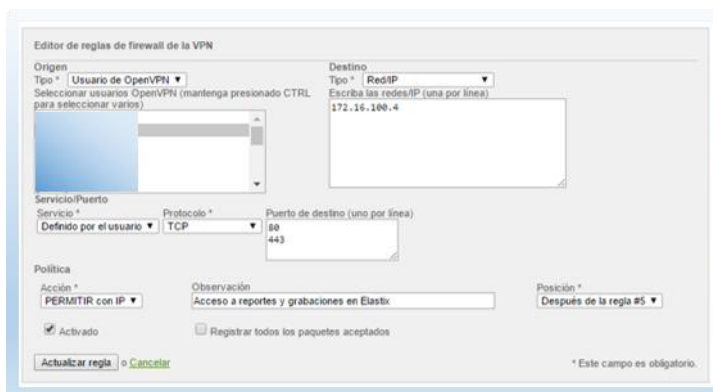 Editor de reglas de firewall de la VPN
Origen
Tipo * Usuario de OpenVPN ▼
Seleccionar usuarios OpenVPN (mantenga presionado CTRL
para seleccionar varios)
Destino
Tipo * Red/IP ▼
Escriba las redes/IP (una por línea)
172.16.100.4
Servicio/Puerto
Servicio * Protocolo * Puerto de destino (uno por línea)
Definido por el usuario ▼ TCP ▼ 80
443
Política
Acción * Observación Posición *
PERMITIR con IP ▼ Acceso a reportes y grabaciones en Elastix Después de la regla #5 ▼
Activado Registrar todos los paquetes aceptados
Actualizar regla o Cancelar * Este campo es obligatorio.